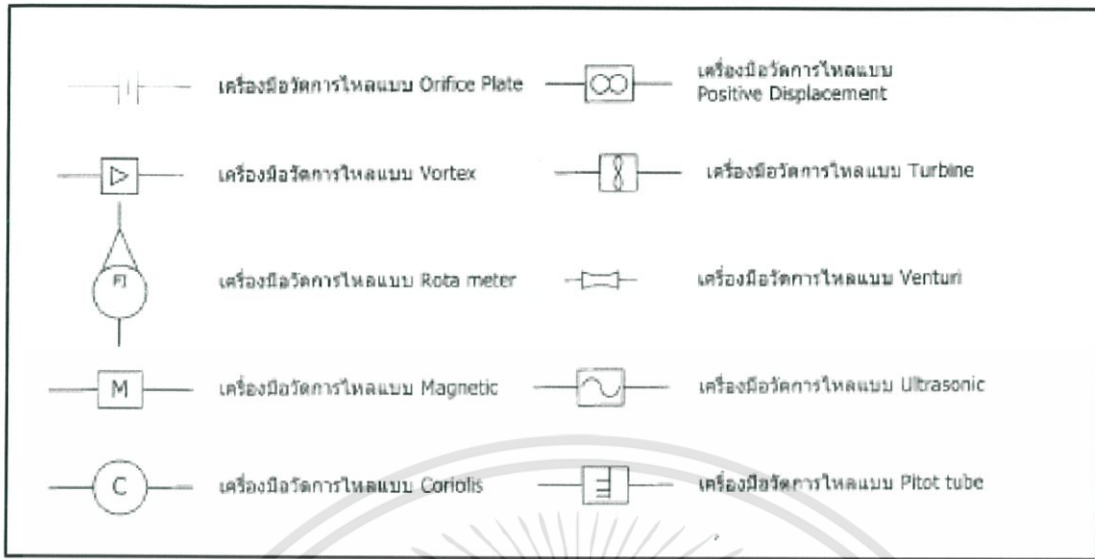 เครื่องมือวัดการไหลแบบ Orifice Plate
เครื่องมือวัดการไหลแบบ
Positive Displacement
เครื่องมือวัดการไหลแบบ Vortex
เครื่องมือวัดการไหลแบบ Turbine
FI
เครื่องมือวัดการไหลแบบ Rota meter
เครื่องมือวัดการไหลแบบ Venturi
M
เครื่องมือวัดการไหลแบบ Magnetic
เครื่องมือวัดการไหลแบบ Ultrasonic
C
เครื่องมือวัดการไหลแบบ Coriolis
เครื่องมือวัดการไหลแบบ Pitot tube